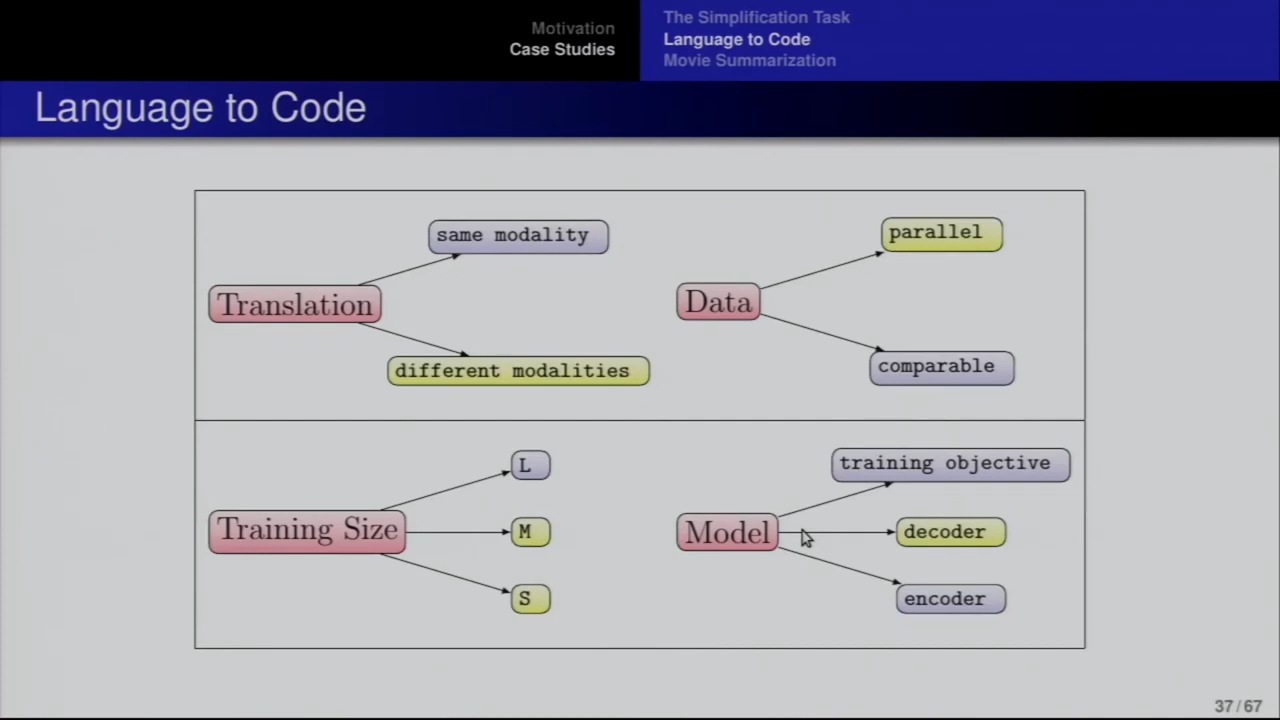 Motivation
Case Studies
The Simplification Task
Language to Code
Movie Summarization
Language to Code
same modality
Translation
different modalities
parallel
Data
comparable
L
Training Size
M
S
training objective
Model
decoder
encoder
37 / 67